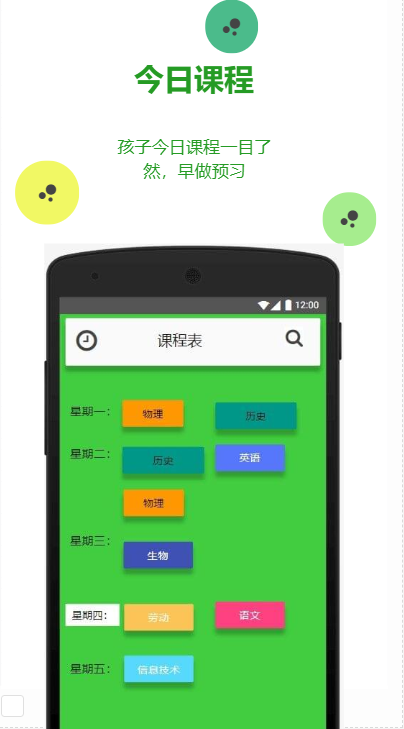 今日课程
孩子今日课程一目了
然，早做预习
12:00
课程表
星期一： 物理 历史
星期二： 历史 英语
物理
星期三：
生物
星期四： 劳动 语文
星期五： 信息技术